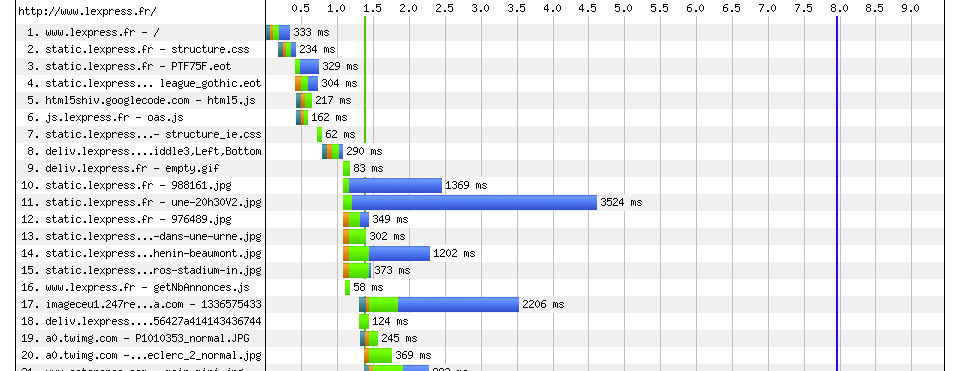 http://www.lexpress.fr/ 0.5 1.0 1.5 2.0 2.5 3.0 3.5 4.0 4.5 5.0 5.5 6.0 6.5 7.0 7.5 8.0 8.5 9.0
1. www.lexpress.fr - / 333 ms
2. static.lexpress.fr - structure.css 234 ms
3. static.lexpress.fr - PTF75F.eot 329 ms
4. static.lexpress... league_gothic.eot 304 ms
5. html5shiv.googlecode.com - html5.js 217 ms
6. js.lexpress.fr - oas.js 162 ms
7. static.lexpress...- structure_ie.css 62 ms
8. deliv.lexpress....iddle3,Left,Bottom 290 ms
9. deliv.lexpress.fr - empty.gif 83 ms
10. static.lexpress.fr - 988161.jpg 1369 ms
11. static.lexpress.fr - une-20h30V2.jpg 3524 ms
12. static.lexpress.fr - 976489.jpg 349 ms
13. static.lexpress...-dans-une-urne.jpg 302 ms
14. static.lexpress...henin-beaumont.jpg 1202 ms
15. static.lexpress...ros-stadium-in.jpg 373 ms
16. www.lexpress.fr - getNbAnnonces.js 58 ms
17. imageceu1.247re...a.com - 1336575433 2206 ms
18. deliv.lexpress....56427a414143436744 124 ms
19. a0.twimg.com - P1010353_normal.JPG 245 ms
20. a0.twimg.com -...eclerc_2_normal.jpg 369 ms